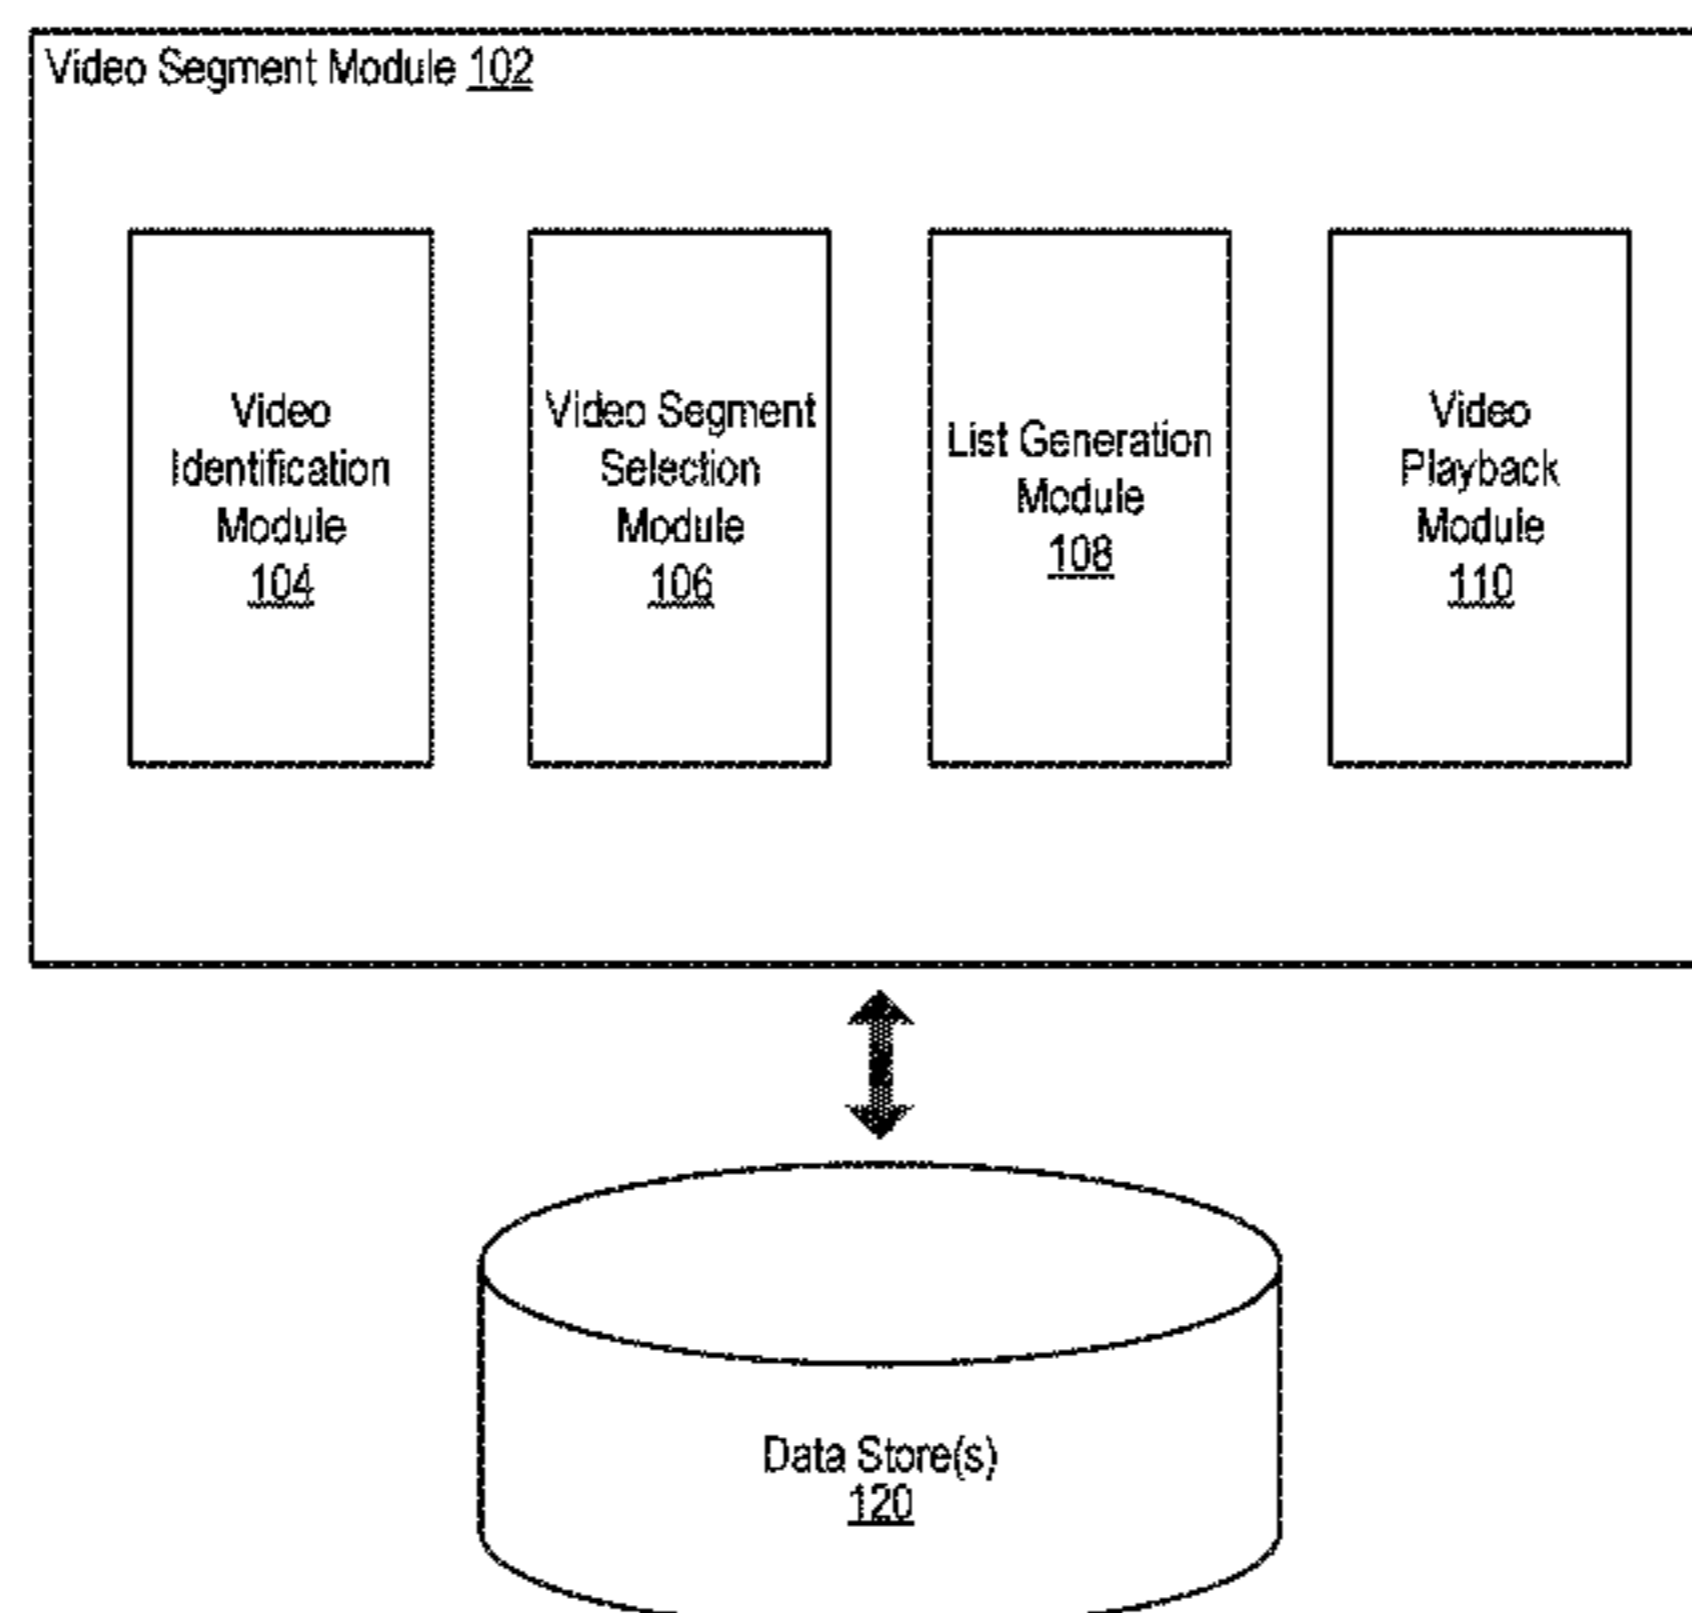 Video Segment Module 102
Video
Identification
Module
104
Video Segment
Selection
Module
106
List Generation
Module
108
Video
Playback
Module
110
Data Store(s)
120